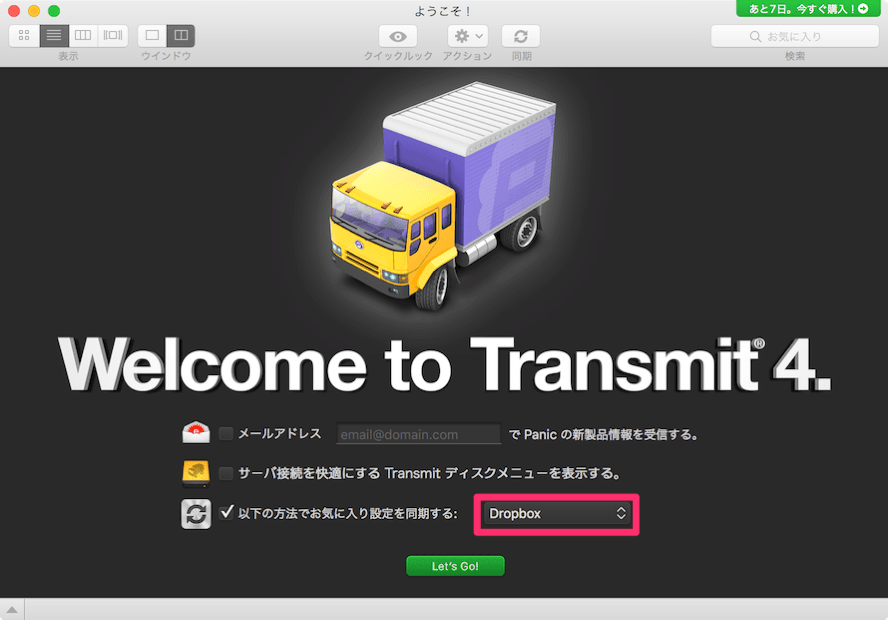 ようこそ！
あと7日。今すぐ購入！
お気に入り
表示
ウインドウ
クイックルック
アクション
同期
検索
Welcome to Transmit® 4.
メールアドレス email@domain.com で Panic の新製品情報を受信する。
サーバ接続を快適にする Transmit ディスクメニューを表示する。
以下の方法でお気に入り設定を同期する: Dropbox
Let's Go!